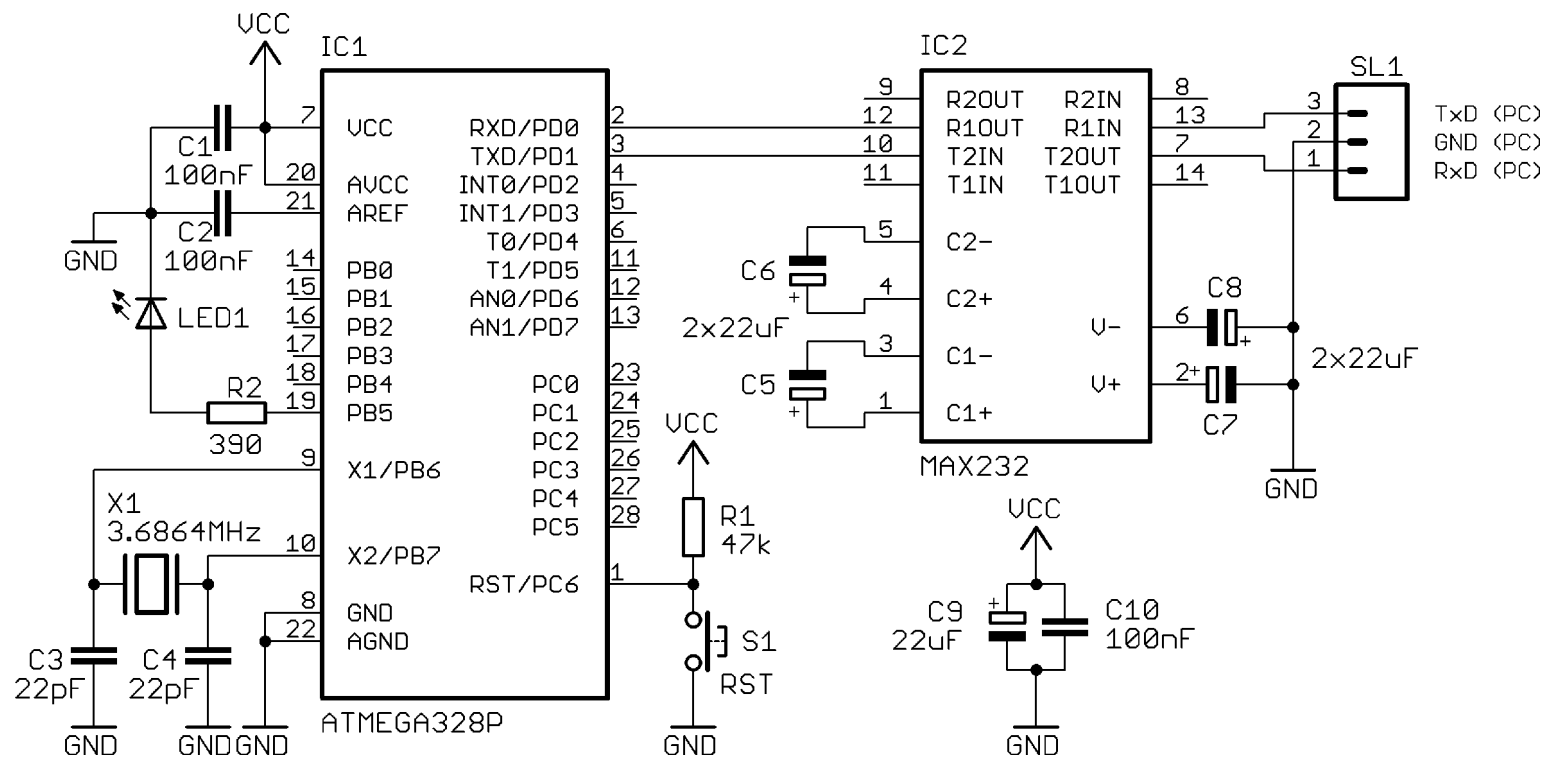 VCC
IC1
IC2
SL1
C1
100nF
C2
100nF
GND
LED1
R2
390
X1
3.6864MHz
C3
22pF
C4
22pF
GND
GND
GND
7 VCC
20 AVCC
21 AREF
14 PB0
15 PB1
16 PB2
17 PB3
18 PB4
19 PB5
9 X1/PB6
10 X2/PB7
8 GND
22 AGND
RXD/PD0 2
TXD/PD1 3
INT0/PD2 4
INT1/PD3 5
T0/PD4 6
T1/PD5 11
AN0/PD6 12
AN1/PD7 13
PC0 23
PC1 24
PC2 25
PC3 26
PC4 27
PC5 28
RST/PC6 1
ATMEGA328P
VCC
R1
47k
S1
RST
GND
9 R2OUT
12 R1OUT
10 T2IN
11 T1IN
5 C2-
4 C2+
3 C1-
1 C1+
R2IN 8
R1IN 13
T2OUT 7
T1OUT 14
V- 6
V+ 2
MAX232
C6
+
2x22uF
C5
+
C8
+
2x22uF
+
C7
GND
3 TxD (PC)
2 GND (PC)
1 RxD (PC)
VCC
+
C9
22uF
C10
100nF
GND